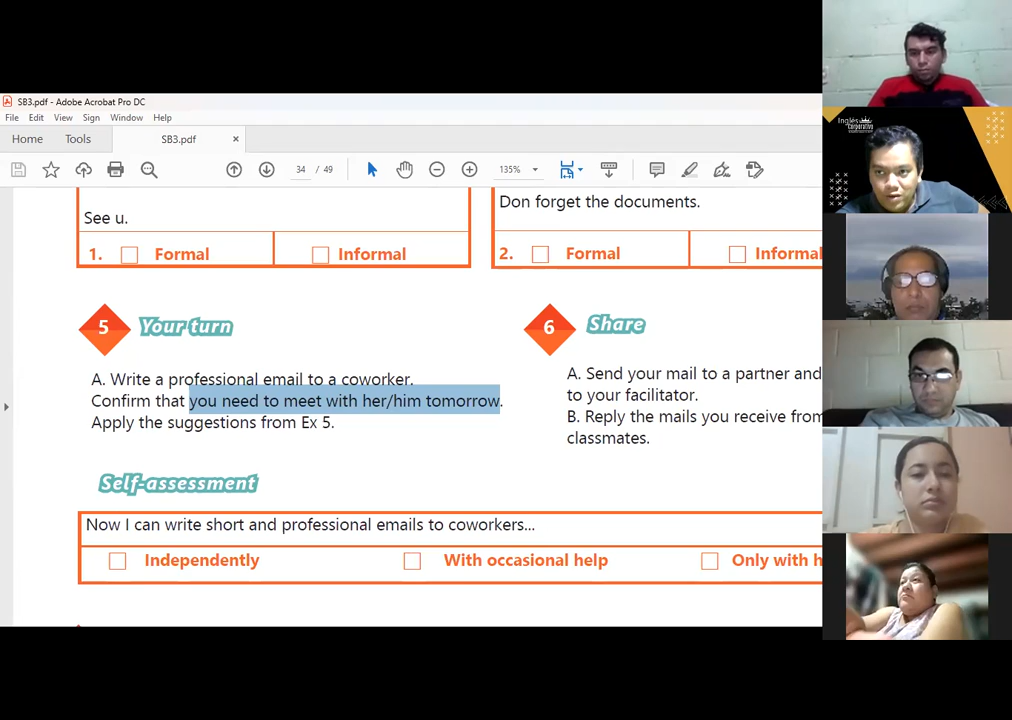 SB3.pdf - Adobe Acrobat Pro DC
File Edit View Sign Window Help
Home Tools SB3.pdf ×
34 / 49 135%
See u.
Don forget the documents.
1. Formal Informal
2. Formal Informal
5 Your turn
6 Share
A. Write a professional email to a coworker.
Confirm that you need to meet with her/him tomorrow.
Apply the suggestions from Ex 5.
A. Send your mail to a partner and
to your facilitator.
B. Reply the mails you receive from
classmates.
Self-assessment
Now I can write short and professional emails to coworkers...
Independently With occasional help Only with h
Inglés
corporativo